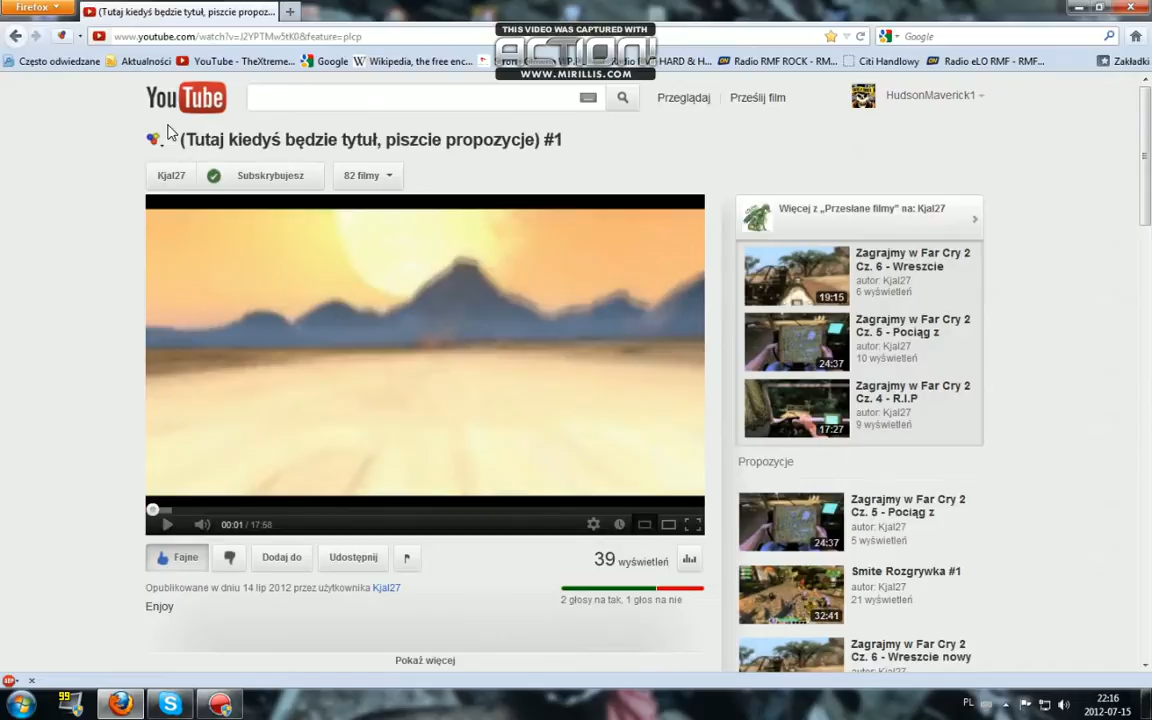 Firefox
(Tutaj kiedyś będzie tytuł, piszcie propoz...
THIS VIDEO WAS CAPTURED WITH
WWW.MIRILLIS.COM
www.youtube.com/watch?v=J2YPTMw5tK0&feature=plcp
Google
Często odwiedzane
Aktualności
YouTube - TheXtreme...
Google
Wikipedia, the free enc...
Radio RMF HARD & H...
Radio RMF ROCK - RM...
Citi Handlowy
Radio eLO RMF - RMF...
Zakładki
YouTube
Przeglądaj
Prześlij film
HudsonMaverick1
(Tutaj kiedyś będzie tytuł, piszcie propozycje) #1
Kjal27
Subskrybujesz
82 filmy
Więcej z „Przesłane filmy" na: Kjal27
Zagrajmy w Far Cry 2
Cz. 6 - Wreszcie
autor: Kjal27
6 wyświetleń
19:15
Zagrajmy w Far Cry 2
Cz. 5 - Pociąg z
autor: Kjal27
10 wyświetleń
24:37
Zagrajmy w Far Cry 2
Cz. 4 - R.I.P
autor: Kjal27
9 wyświetleń
17:27
Propozycje
Zagrajmy w Far Cry 2
Cz. 5 - Pociąg z
autor: Kjal27
5 wyświetleń
24:37
Smite Rozgrywka #1
autor: Kjal27
21 wyświetleń
32:41
Zagrajmy w Far Cry 2
Cz. 6 - Wreszcie nowy
00:01 / 17:58
Fajne
Dodaj do
Udostępnij
39 wyświetleń
Opublikowane w dniu 14 lip 2012 przez użytkownika Kjal27
2 głosy na tak, 1 głos na nie
Enjoy
Pokaż więcej
99
PL
22:16
2012-07-15